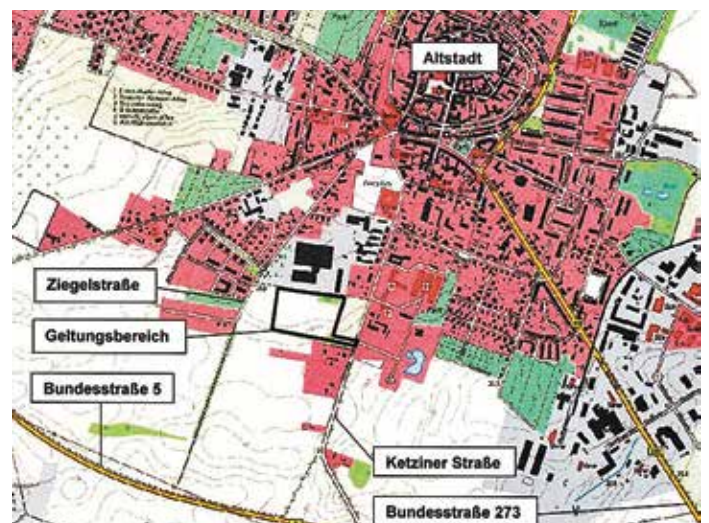 Altstadt
Ziegelstraße
Geltungsbereich
Bundesstraße 5
Ketziner Straße
Bundesstraße 273